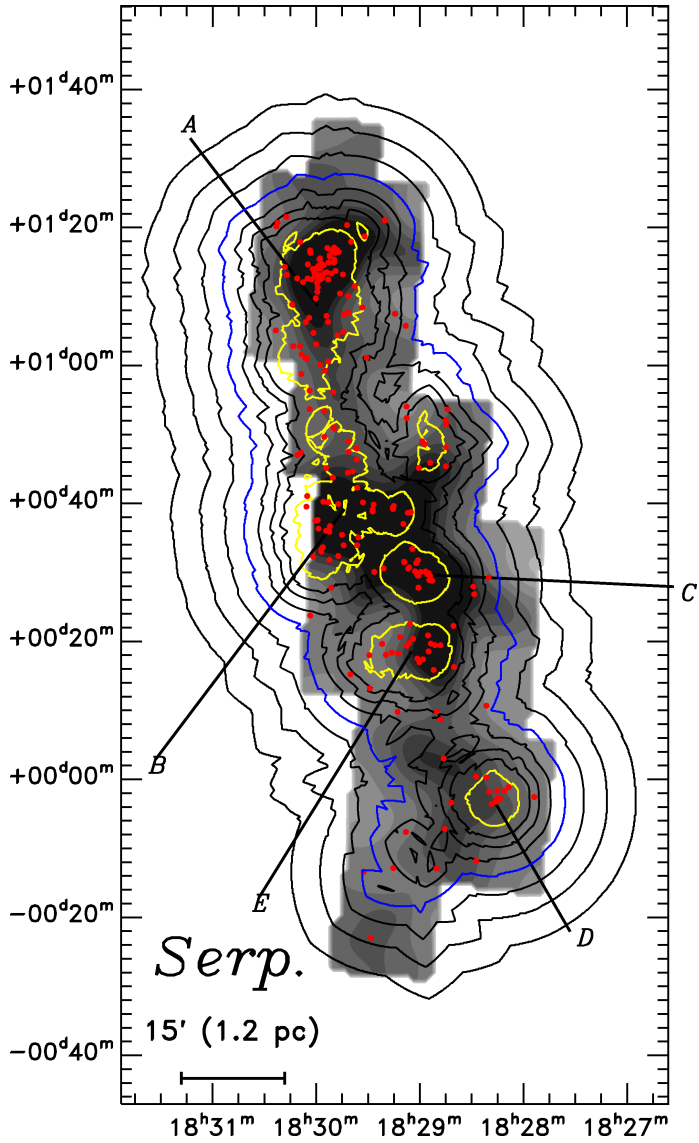 +01ᵈ40ᵐ
A
+01ᵈ20ᵐ
+01ᵈ00ᵐ
+00ᵈ40ᵐ
C
+00ᵈ20ᵐ
B
+00ᵈ00ᵐ
E
−00ᵈ20ᵐ
D
Serp.
15' (1.2 pc)
−00ᵈ40ᵐ
18ʰ31ᵐ 18ʰ30ᵐ 18ʰ29ᵐ 18ʰ28ᵐ 18ʰ27ᵐ